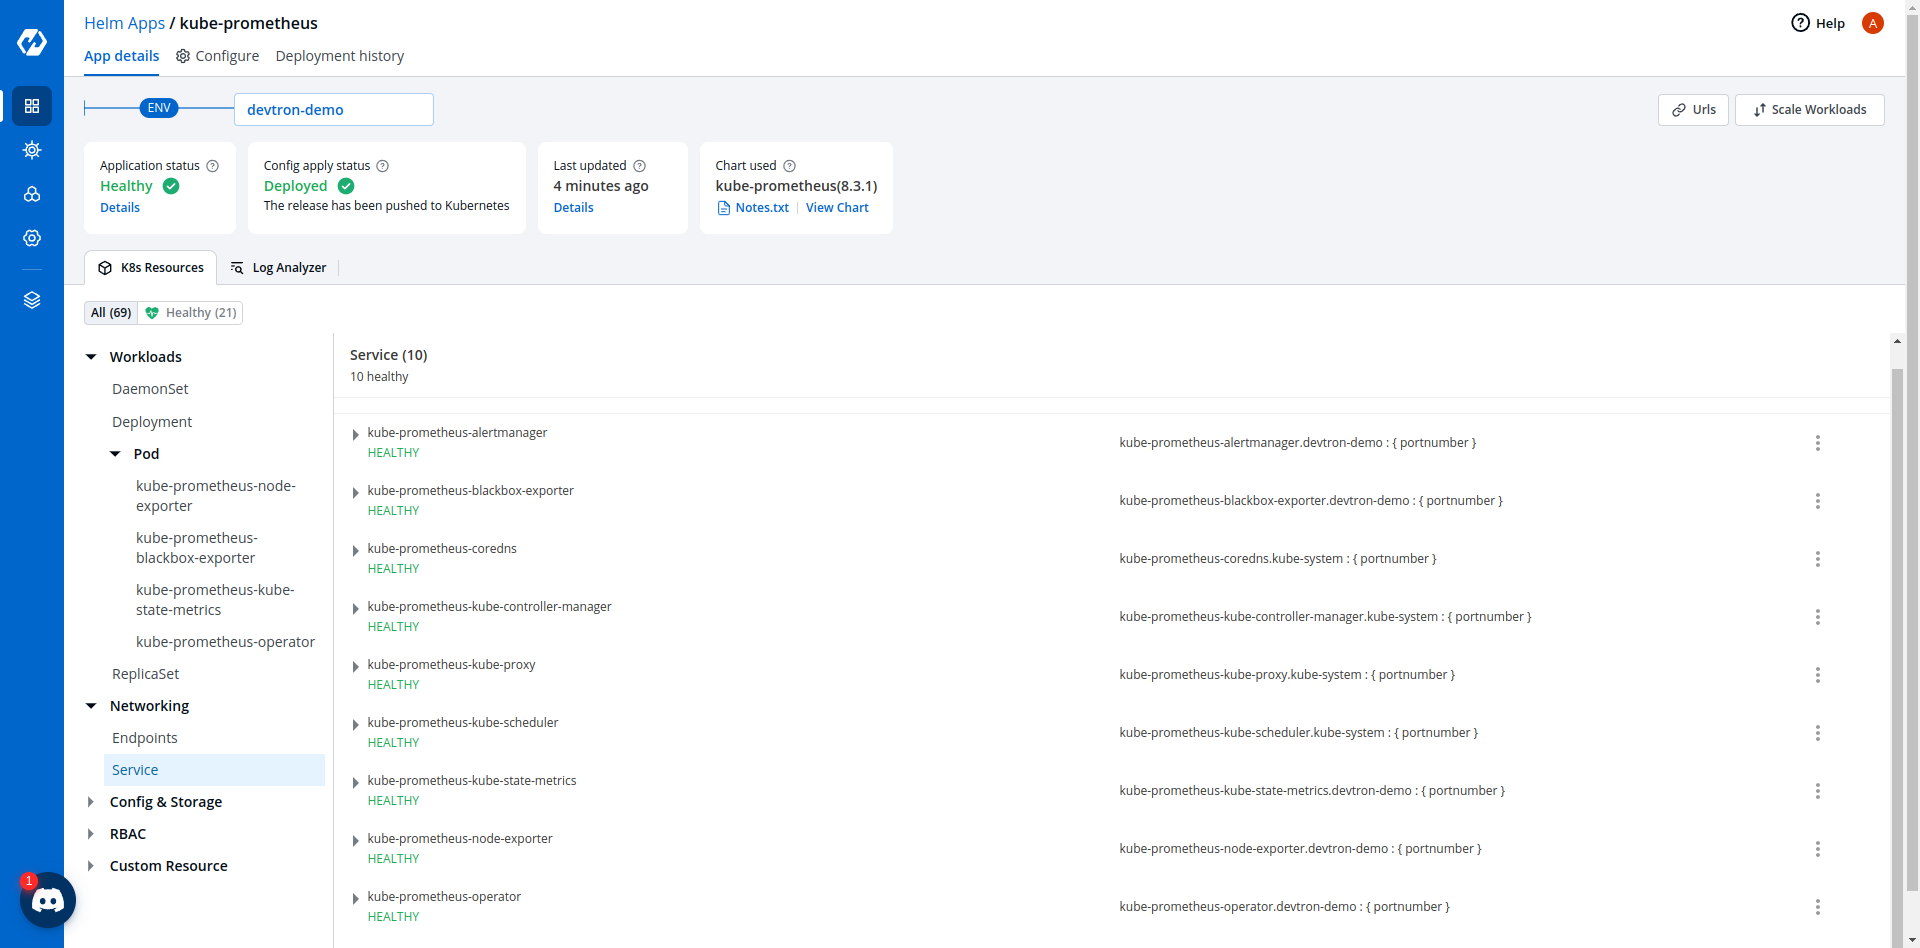 Helm Apps / kube-prometheus
Help
A
App details
Configure
Deployment history
ENV
devtron-demo
Urls
Scale Workloads
Application status
Healthy
Details
Config apply status
Deployed
The release has been pushed to Kubernetes
Last updated
4 minutes ago
Details
Chart used
kube-prometheus(8.3.1)
Notes.txt
View Chart
K8s Resources
Log Analyzer
All (69)
Healthy (21)
Workloads
DaemonSet
Deployment
Pod
kube-prometheus-node-
exporter
kube-prometheus-
blackbox-exporter
kube-prometheus-kube-
state-metrics
kube-prometheus-operator
ReplicaSet
Networking
Endpoints
Service
Config & Storage
RBAC
Custom Resource
1
Service (10)
10 healthy
kube-prometheus-alertmanager
HEALTHY
kube-prometheus-alertmanager.devtron-demo : { portnumber }
kube-prometheus-blackbox-exporter
HEALTHY
kube-prometheus-blackbox-exporter.devtron-demo : { portnumber }
kube-prometheus-coredns
HEALTHY
kube-prometheus-coredns.kube-system : { portnumber }
kube-prometheus-kube-controller-manager
HEALTHY
kube-prometheus-kube-controller-manager.kube-system : { portnumber }
kube-prometheus-kube-proxy
HEALTHY
kube-prometheus-kube-proxy.kube-system : { portnumber }
kube-prometheus-kube-scheduler
HEALTHY
kube-prometheus-kube-scheduler.kube-system : { portnumber }
kube-prometheus-kube-state-metrics
HEALTHY
kube-prometheus-kube-state-metrics.devtron-demo : { portnumber }
kube-prometheus-node-exporter
HEALTHY
kube-prometheus-node-exporter.devtron-demo : { portnumber }
kube-prometheus-operator
HEALTHY
kube-prometheus-operator.devtron-demo : { portnumber }